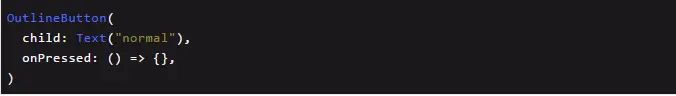 OutlineButton(
  child: Text("normal"),
  onPressed: () => {},
)